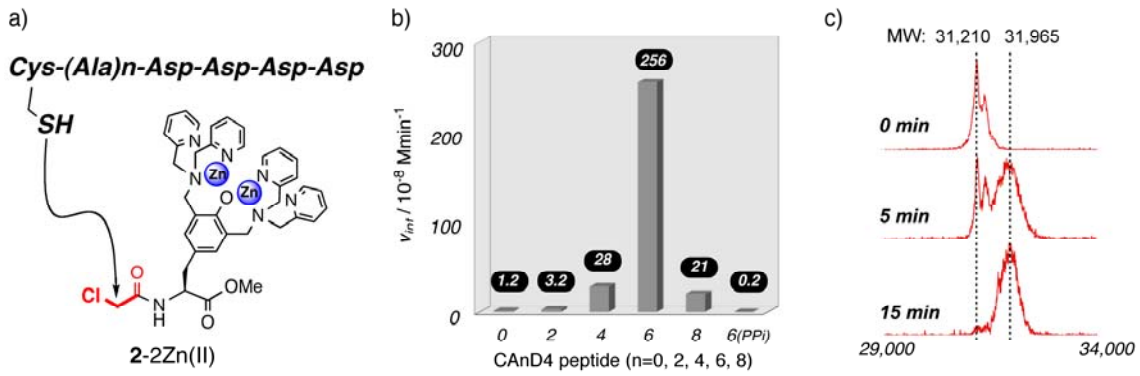 a)
Cys-(Ala)n-Asp-Asp-Asp-Asp
SH
N N
N
Zn
Zn
N
N
O
N
Cl
O
N
H
O
OMe
2-2Zn(II)
b)
300
200
100
0
v_int / 10⁻⁸ Mmin⁻¹
1.2
3.2
28
256
21
0.2
0 2 4 6 8 6(PPi)
CAnD4 peptide (n=0, 2, 4, 6, 8)
c)
MW: 31,210 31,965
0 min
5 min
15 min
29,000 34,000